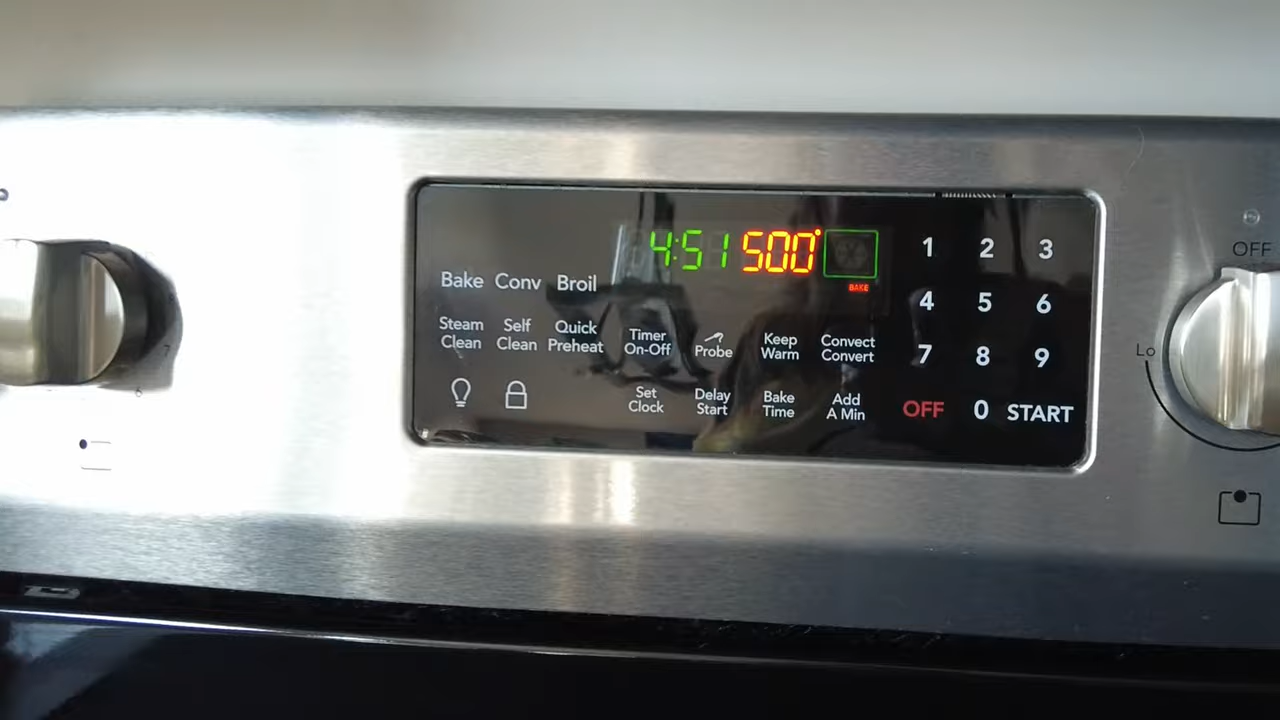 4:51 500°
BAKE
Bake Conv Broil
Steam Clean
Self Clean
Quick Preheat
Timer On-Off
Probe
Keep Warm
Convect Convert
Set Clock
Delay Start
Bake Time
Add A Min
1 2 3
4 5 6
7 8 9
OFF 0 START
OFF
Lo
7
6